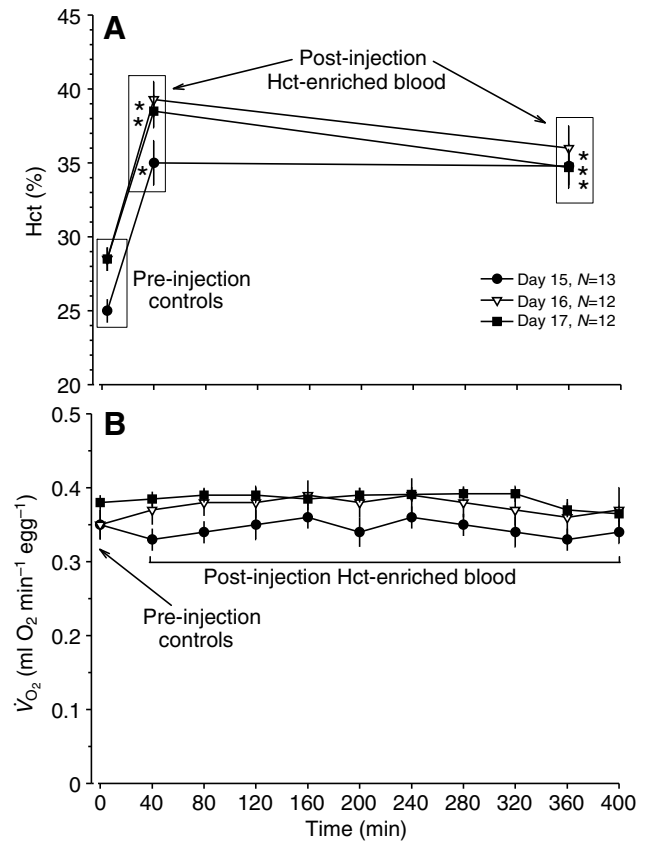 A
45
40
35
30
25
20
Hct (%)
Post-injection
Hct-enriched blood
*
*
*
*
*
*
Pre-injection
controls
Day 15, N=13
Day 16, N=12
Day 17, N=12
B
0.5
0.4
0.3
0.2
0.1
0
V̇O₂ (ml O₂ min⁻¹ egg⁻¹)
Post-injection Hct-enriched blood
Pre-injection
controls
0 40 80 120 160 200 240 280 320 360 400
Time (min)